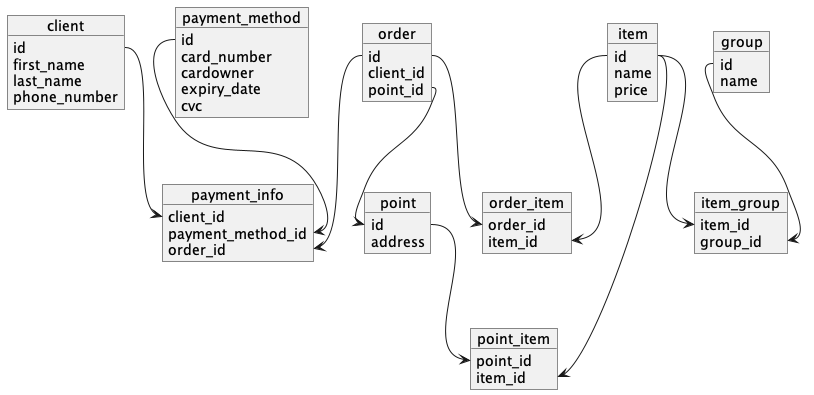 client
id
first_name
last_name
phone_number
payment_method
id
card_number
cardowner
expiry_date
cvc
order
id
client_id
point_id
item
id
name
price
group
id
name
payment_info
client_id
payment_method_id
order_id
point
id
address
order_item
order_id
item_id
item_group
item_id
group_id
point_item
point_id
item_id